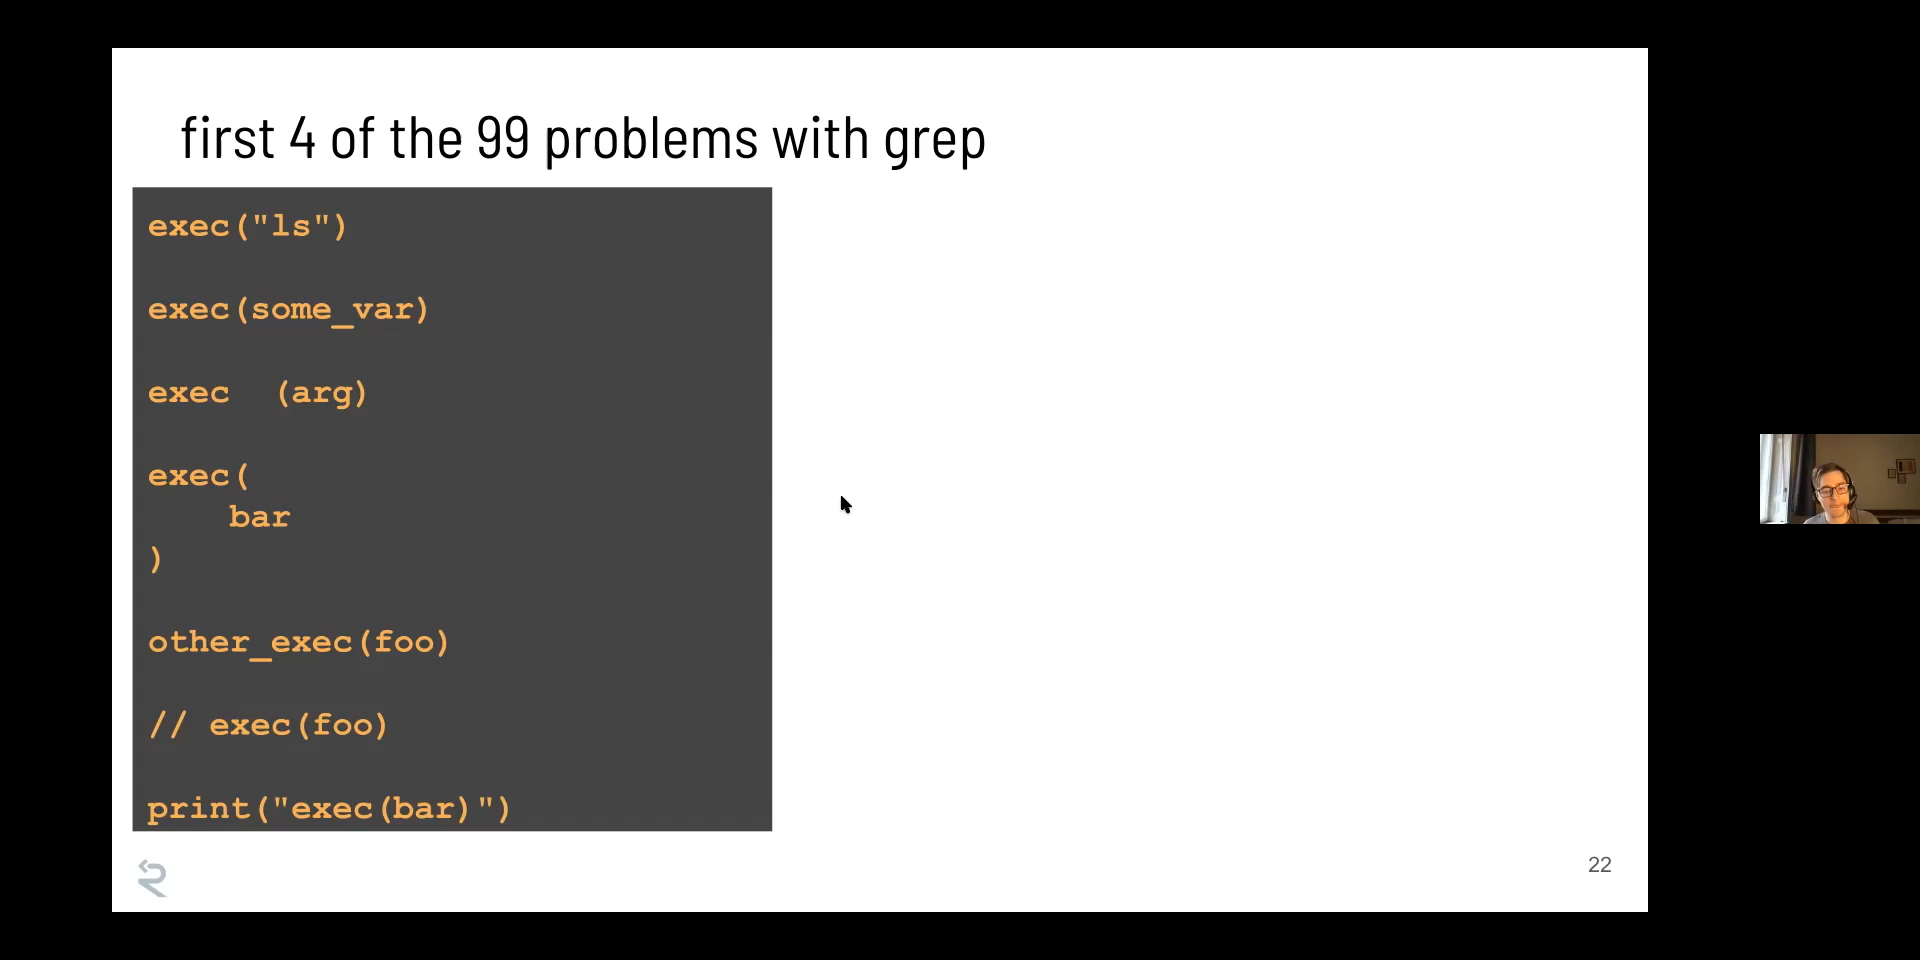 first 4 of the 99 problems with grep
exec("ls")
exec(some_var)
exec  (arg)
exec(
    bar
)
other_exec(foo)
// exec(foo)
print("exec(bar)")
22